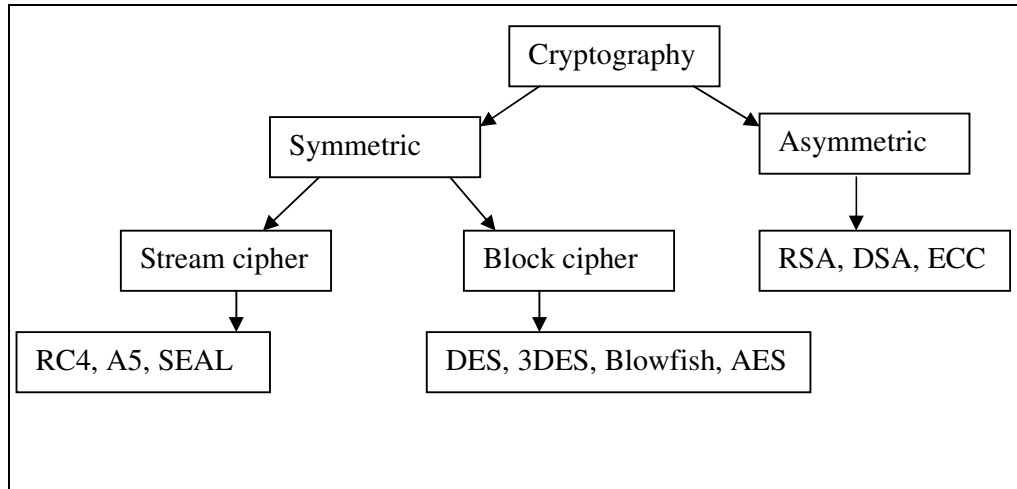 Cryptography
Symmetric
Asymmetric
Stream cipher
Block cipher
RSA, DSA, ECC
RC4, A5, SEAL
DES, 3DES, Blowfish, AES